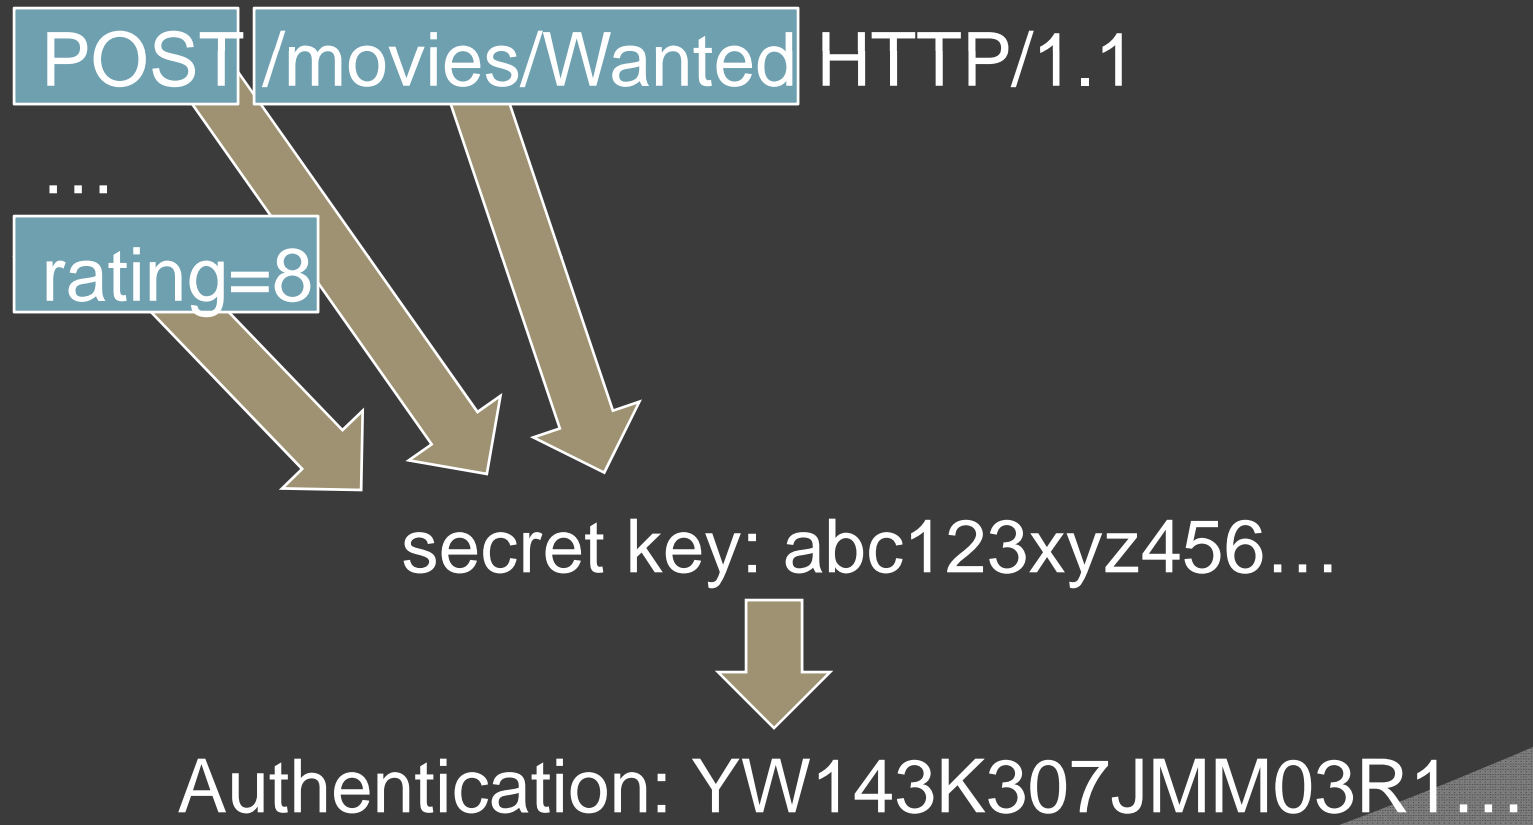 POST /movies/Wanted HTTP/1.1
…
rating=8
secret key: abc123xyz456…
Authentication: YW143K307JMM03R1…